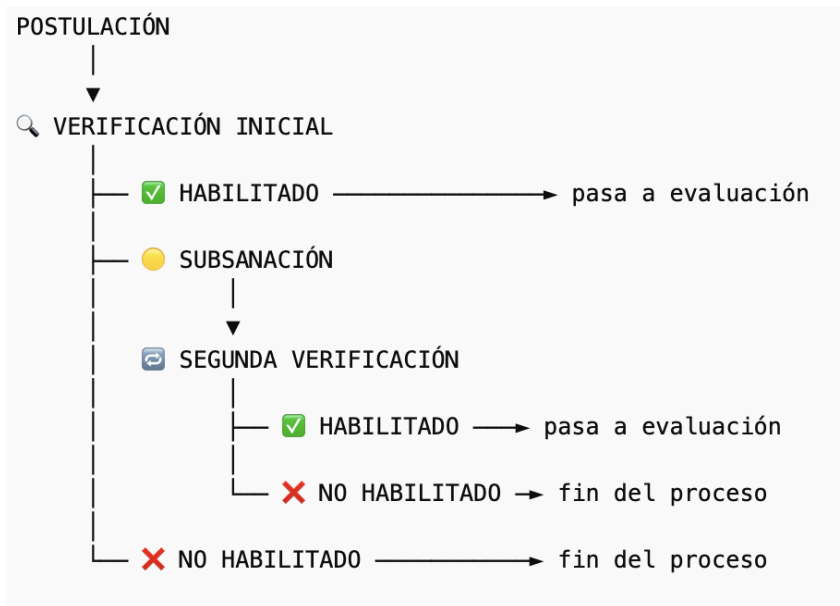 POSTULACIÓN
🔍 VERIFICACIÓN INICIAL
✅ HABILITADO ► pasa a evaluación
🟡 SUBSANACIÓN
🔁 SEGUNDA VERIFICACIÓN
✅ HABILITADO ► pasa a evaluación
❌ NO HABILITADO ► fin del proceso
❌ NO HABILITADO ► fin del proceso